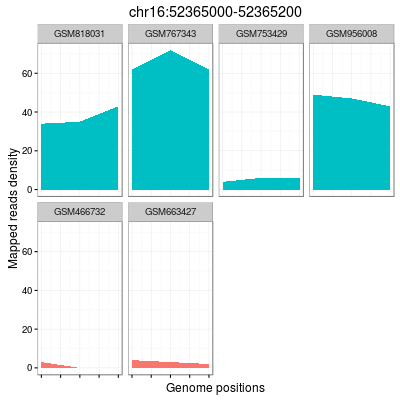 chr16:52365000-52365200
GSM818031 GSM767343 GSM753429 GSM956008
60
40
20
0
Mapped reads density
GSM466732 GSM663427
60
40
20
0
Genome positions